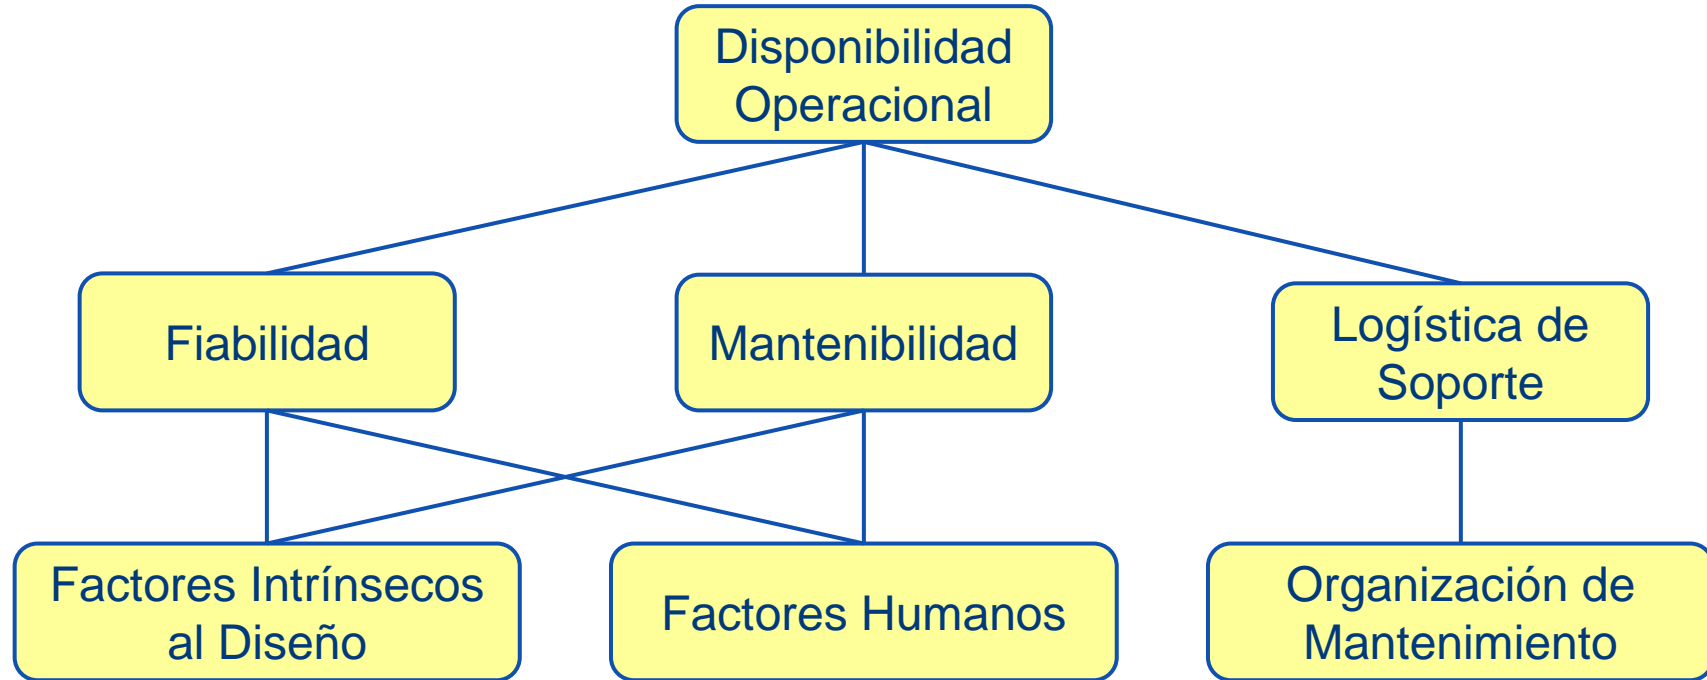 Disponibilidad
Operacional
Fiabilidad
Mantenibilidad
Logística de
Soporte
Factores Intrínsecos
al Diseño
Factores Humanos
Organización de
Mantenimiento